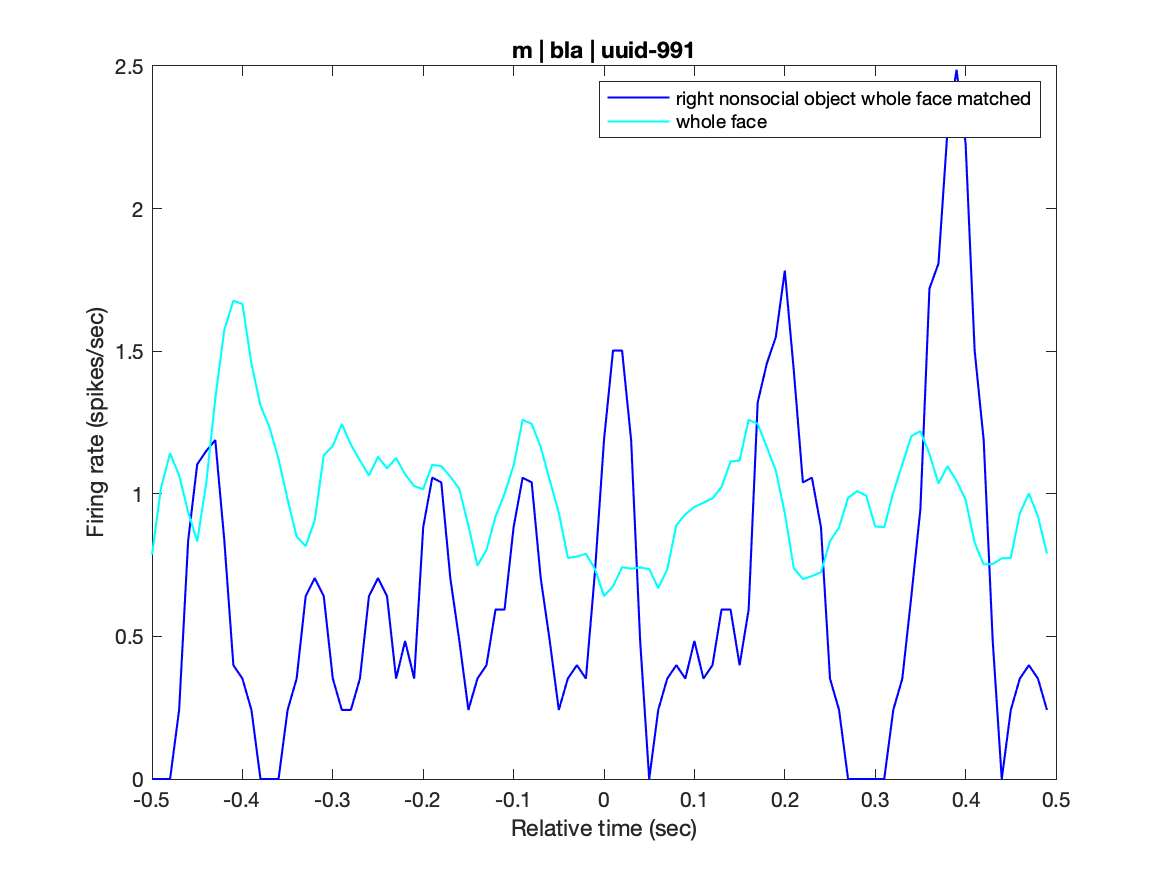 m | bla | uuid-991
2.5
right nonsocial object whole face matched
whole face
2
1.5
1
0.5
0
Firing rate (spikes/sec)
-0.5 -0.4 -0.3 -0.2 -0.1 0 0.1 0.2 0.3 0.4 0.5
Relative time (sec)